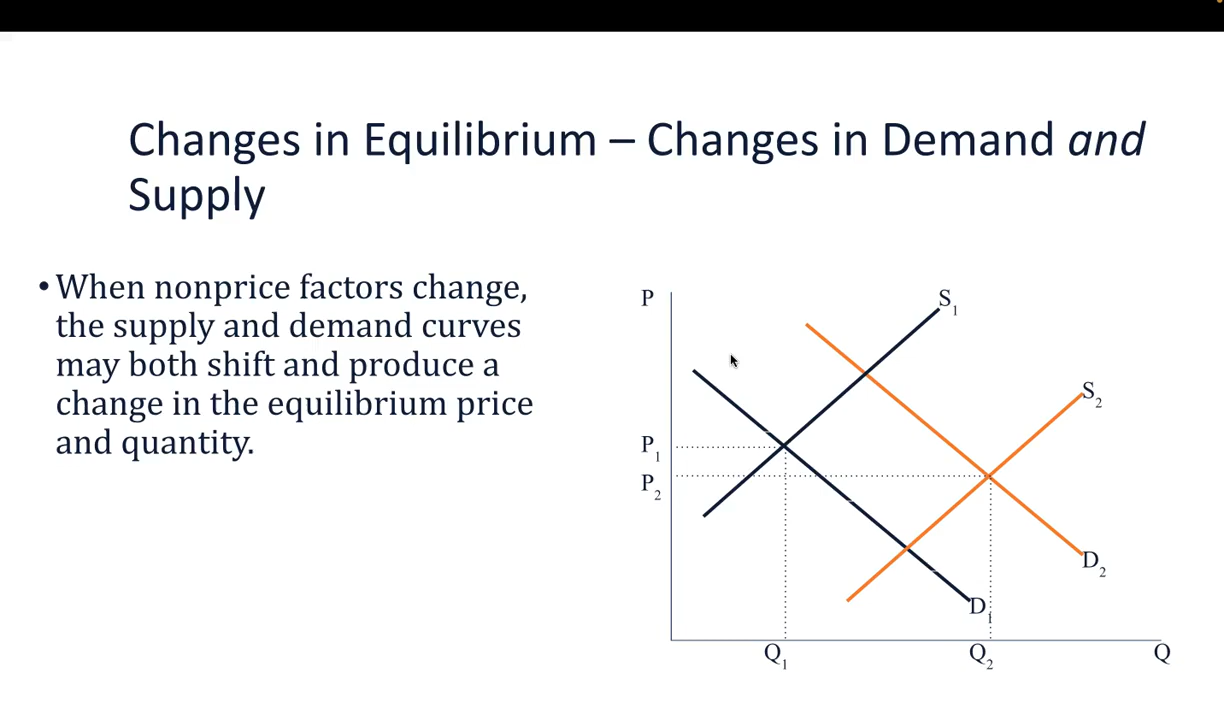 Changes in Equilibrium – Changes in Demand and
Supply
• When nonprice factors change,
the supply and demand curves
may both shift and produce a
change in the equilibrium price
and quantity.
P
S1
S2
P1
P2
D2
D1
Q1
Q2
Q